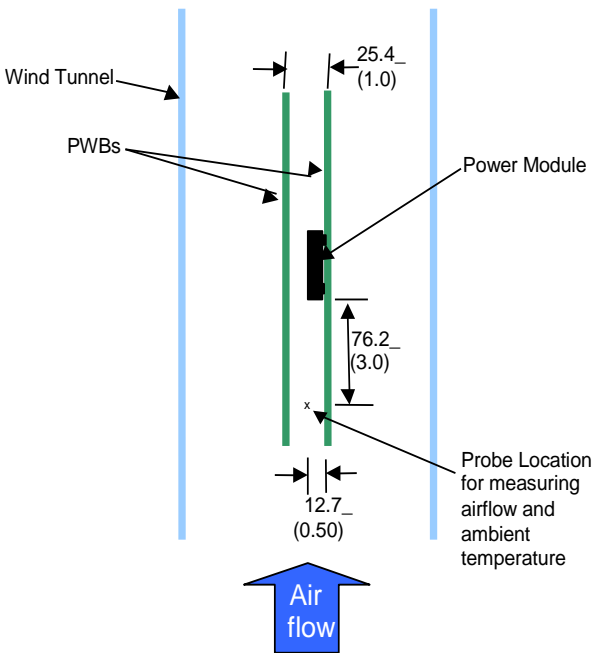 25.4_
(1.0)
Wind Tunnel
PWBs
Power Module
76.2_
(3.0)
x
Probe Location
for measuring
airflow and
ambient
temperature
12.7_
(0.50)
Air
flow